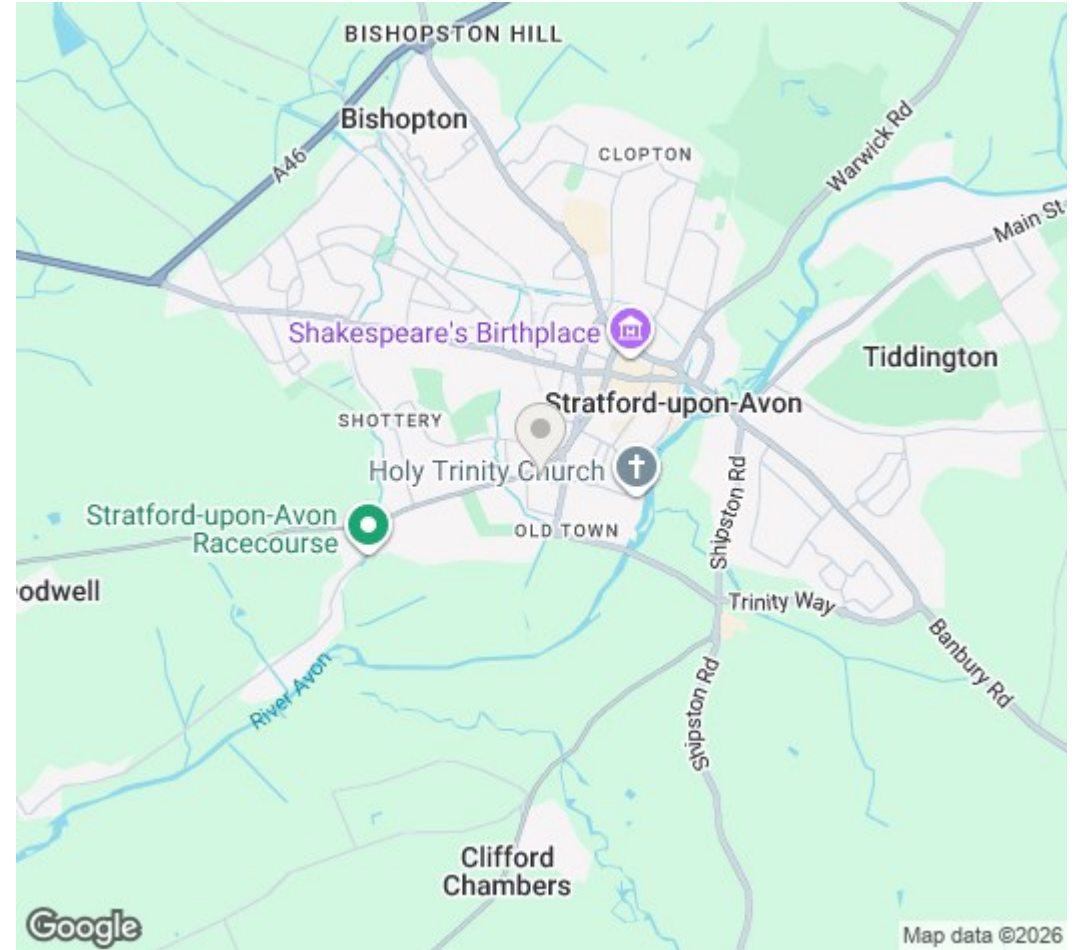 BISHOPSTON HILL
Bishopton
A46
CLOPTON
Warwick Rd
Main St
Shakespeare's Birthplace
Tiddington
Stratford-upon-Avon
SHOTTERY
Holy Trinity Church
Shipston Rd
Stratford-upon-Avon
Racecourse
OLD TOWN
odwell
Trinity Way
Banbury Rd
River Avon
Shipston Rd
Clifford
Chambers
Google
Map data ©2026